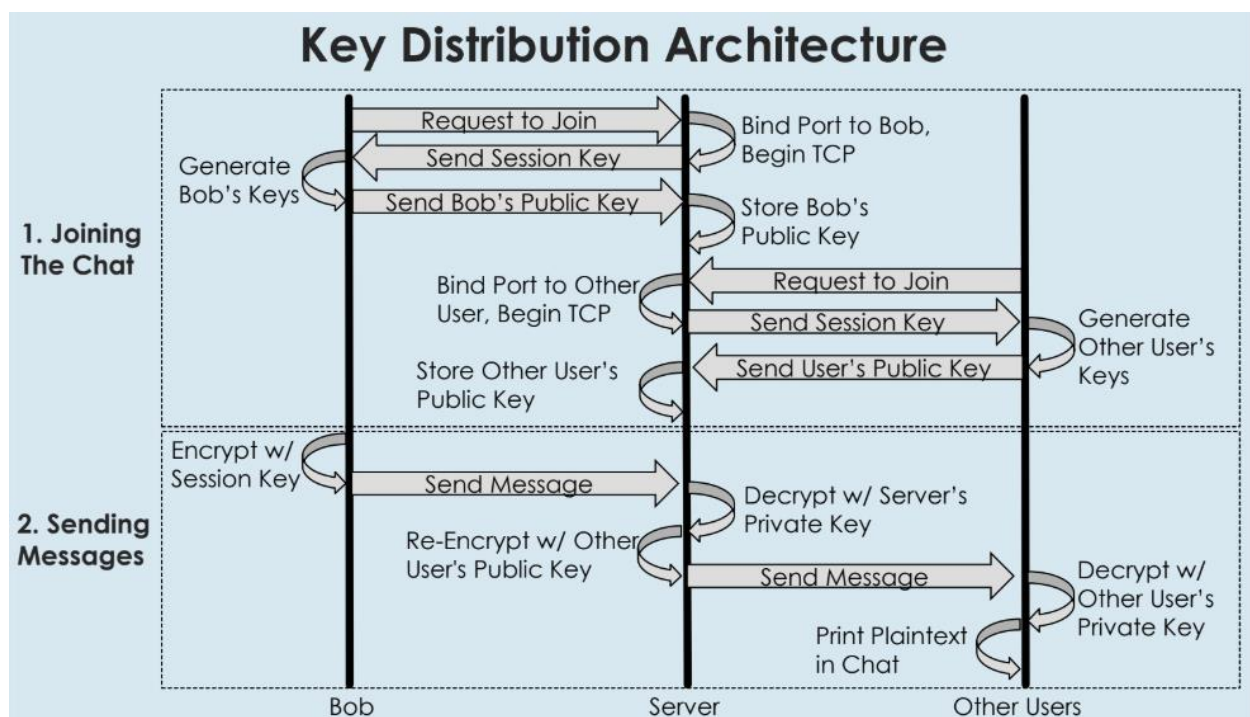 Key Distribution Architecture
1. Joining
The Chat
Request to Join
Bind Port to Bob,
Begin TCP
Send Session Key
Generate
Bob's Keys
Send Bob's Public Key
Store Bob's
Public Key
Request to Join
Bind Port to Other
User, Begin TCP
Send Session Key
Generate
Other User's
Keys
Send User's Public Key
Store Other User's
Public Key
2. Sending
Messages
Encrypt w/
Session Key
Send Message
Decrypt w/ Server's
Private Key
Re-Encrypt w/ Other
User's Public Key
Send Message
Decrypt w/
Other User's
Private Key
Print Plaintext
in Chat
Bob
Server
Other Users